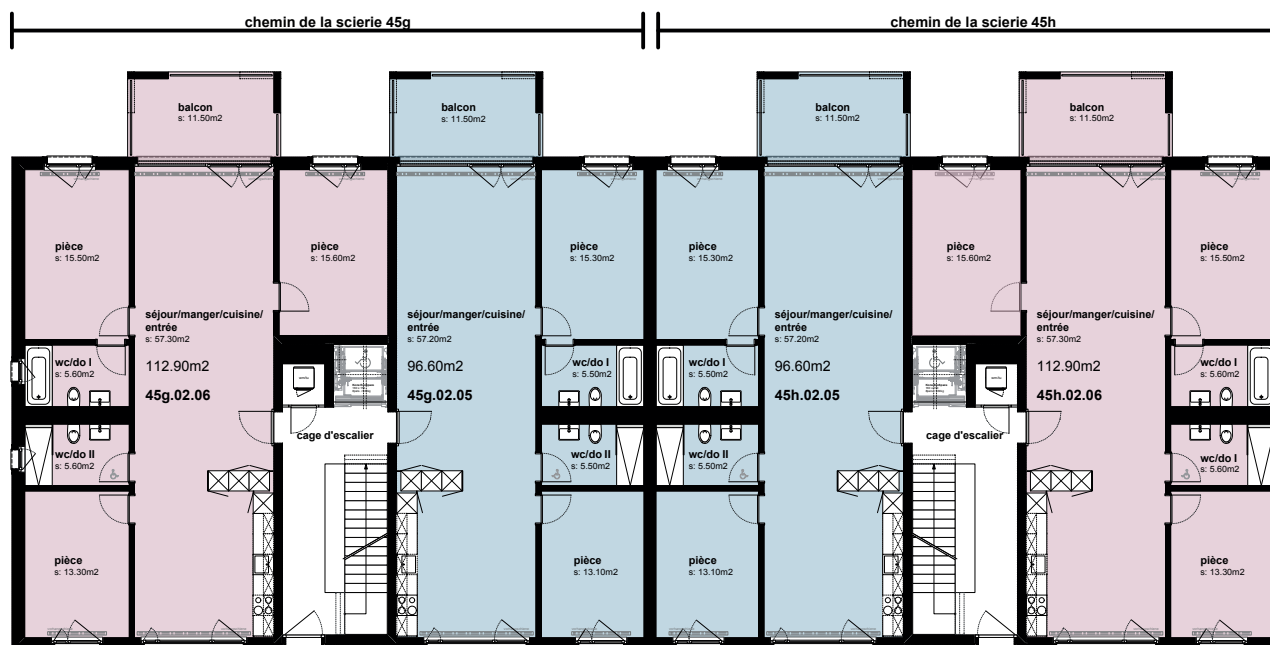 chemin de la scierie 45g
chemin de la scierie 45h
balcon
s: 11.50m2
balcon
s: 11.50m2
balcon
s: 11.50m2
balcon
s: 11.50m2
pièce
s: 15.50m2
pièce
s: 15.60m2
pièce
s: 15.30m2
pièce
s: 15.30m2
pièce
s: 15.60m2
pièce
s: 15.50m2
séjour/manger/cuisine/
entrée
s: 57.30m2
112.90m2
45g.02.06
séjour/manger/cuisine/
entrée
s: 57.20m2
96.60m2
45g.02.05
séjour/manger/cuisine/
entrée
s: 57.20m2
96.60m2
45h.02.05
séjour/manger/cuisine/
entrée
s: 57.30m2
112.90m2
45h.02.06
wc/do I
s: 5.60m2
wc/do I
s: 5.50m2
wc/do I
s: 5.50m2
wc/do I
s: 5.60m2
cage d'escalier
cage d'escalier
wc/do II
s: 5.60m2
wc/do II
s: 5.50m2
wc/do II
s: 5.50m2
wc/do I
s: 5.60m2
pièce
s: 13.30m2
pièce
s: 13.10m2
pièce
s: 13.10m2
pièce
s: 13.30m2